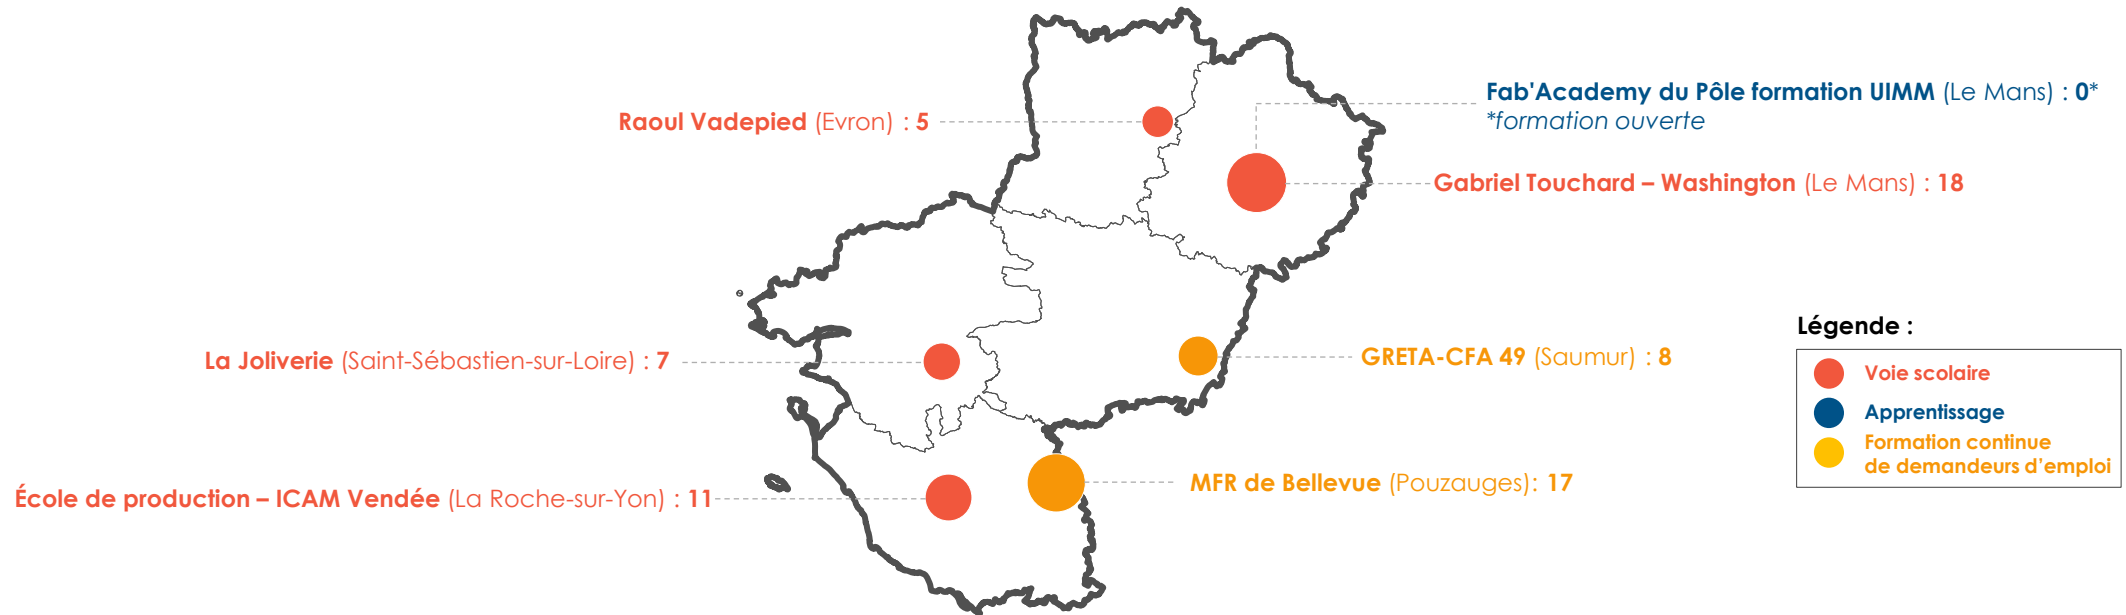 Fab'Academy du Pôle formation UIMM (Le Mans) : 0*
*formation ouverte
Raoul Vadepied (Evron) : 5
Gabriel Touchard – Washington (Le Mans) : 18
La Joliverie (Saint-Sébastien-sur-Loire) : 7
GRETA-CFA 49 (Saumur) : 8
MFR de Bellevue (Pouzauges): 17
École de production – ICAM Vendée (La Roche-sur-Yon) : 11
Légende :
Voie scolaire
Apprentissage
Formation continue
de demandeurs d'emploi